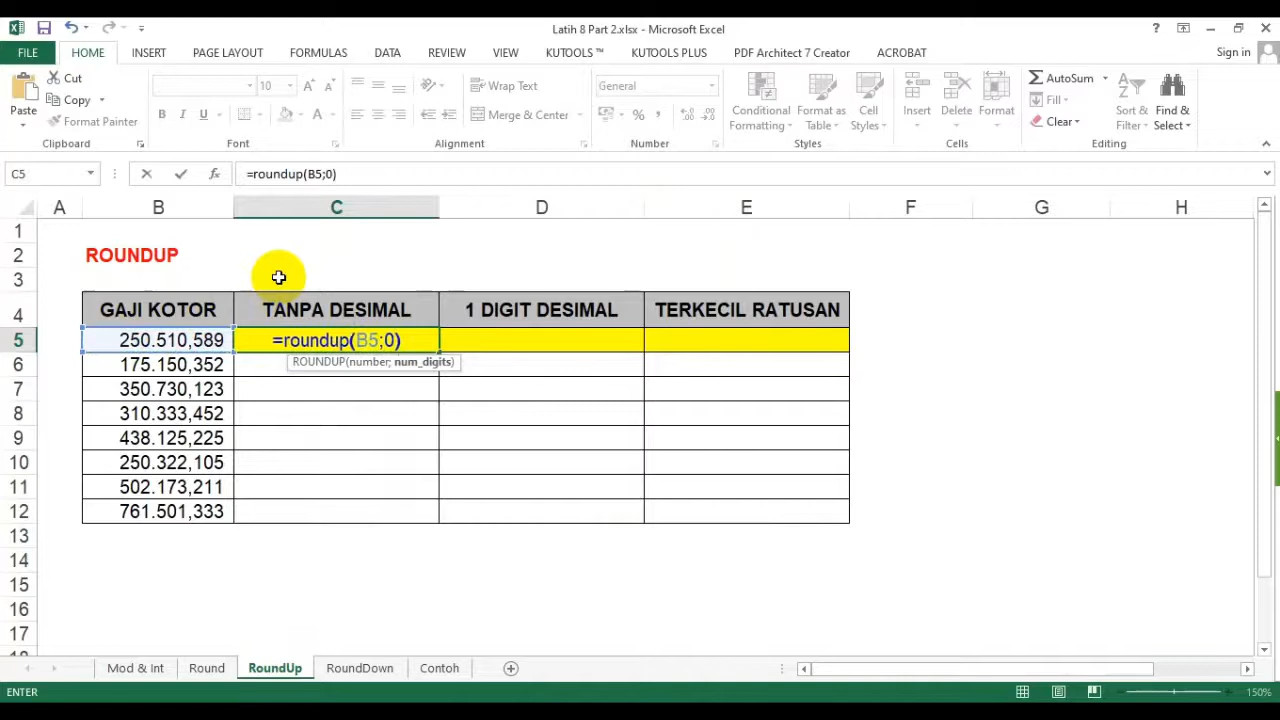 Latih 8 Part 2.xlsx - Microsoft Excel
?
FILE HOME INSERT PAGE LAYOUT FORMULAS DATA REVIEW VIEW KUTOOLS ™ KUTOOLS PLUS PDF Architect 7 Creator ACROBAT Sign in
Paste
Cut
Copy
Format Painter
Clipboard
10
B I U
Font
Wrap Text
Merge & Center
Alignment
General
%
Number
Conditional Formatting
Format as Table
Cell Styles
Styles
Insert
Delete
Format
Cells
AutoSum
Fill
Clear
Sort & Filter
Find & Select
Editing
C5 fx =roundup(B5;0)
A B C D E F G H
1
2 ROUNDUP
3
4 GAJI KOTOR TANPA DESIMAL 1 DIGIT DESIMAL TERKECIL RATUSAN
5 250.510,589 =roundup(B5;0)
ROUNDUP(number; num_digits)
6 175.150,352
7 350.730,123
8 310.333,452
9 438.125,225
10 250.322,105
11 502.173,211
12 761.501,333
13
14
15
16
17
Mod & Int Round RoundUp RoundDown Contoh
ENTER 150%